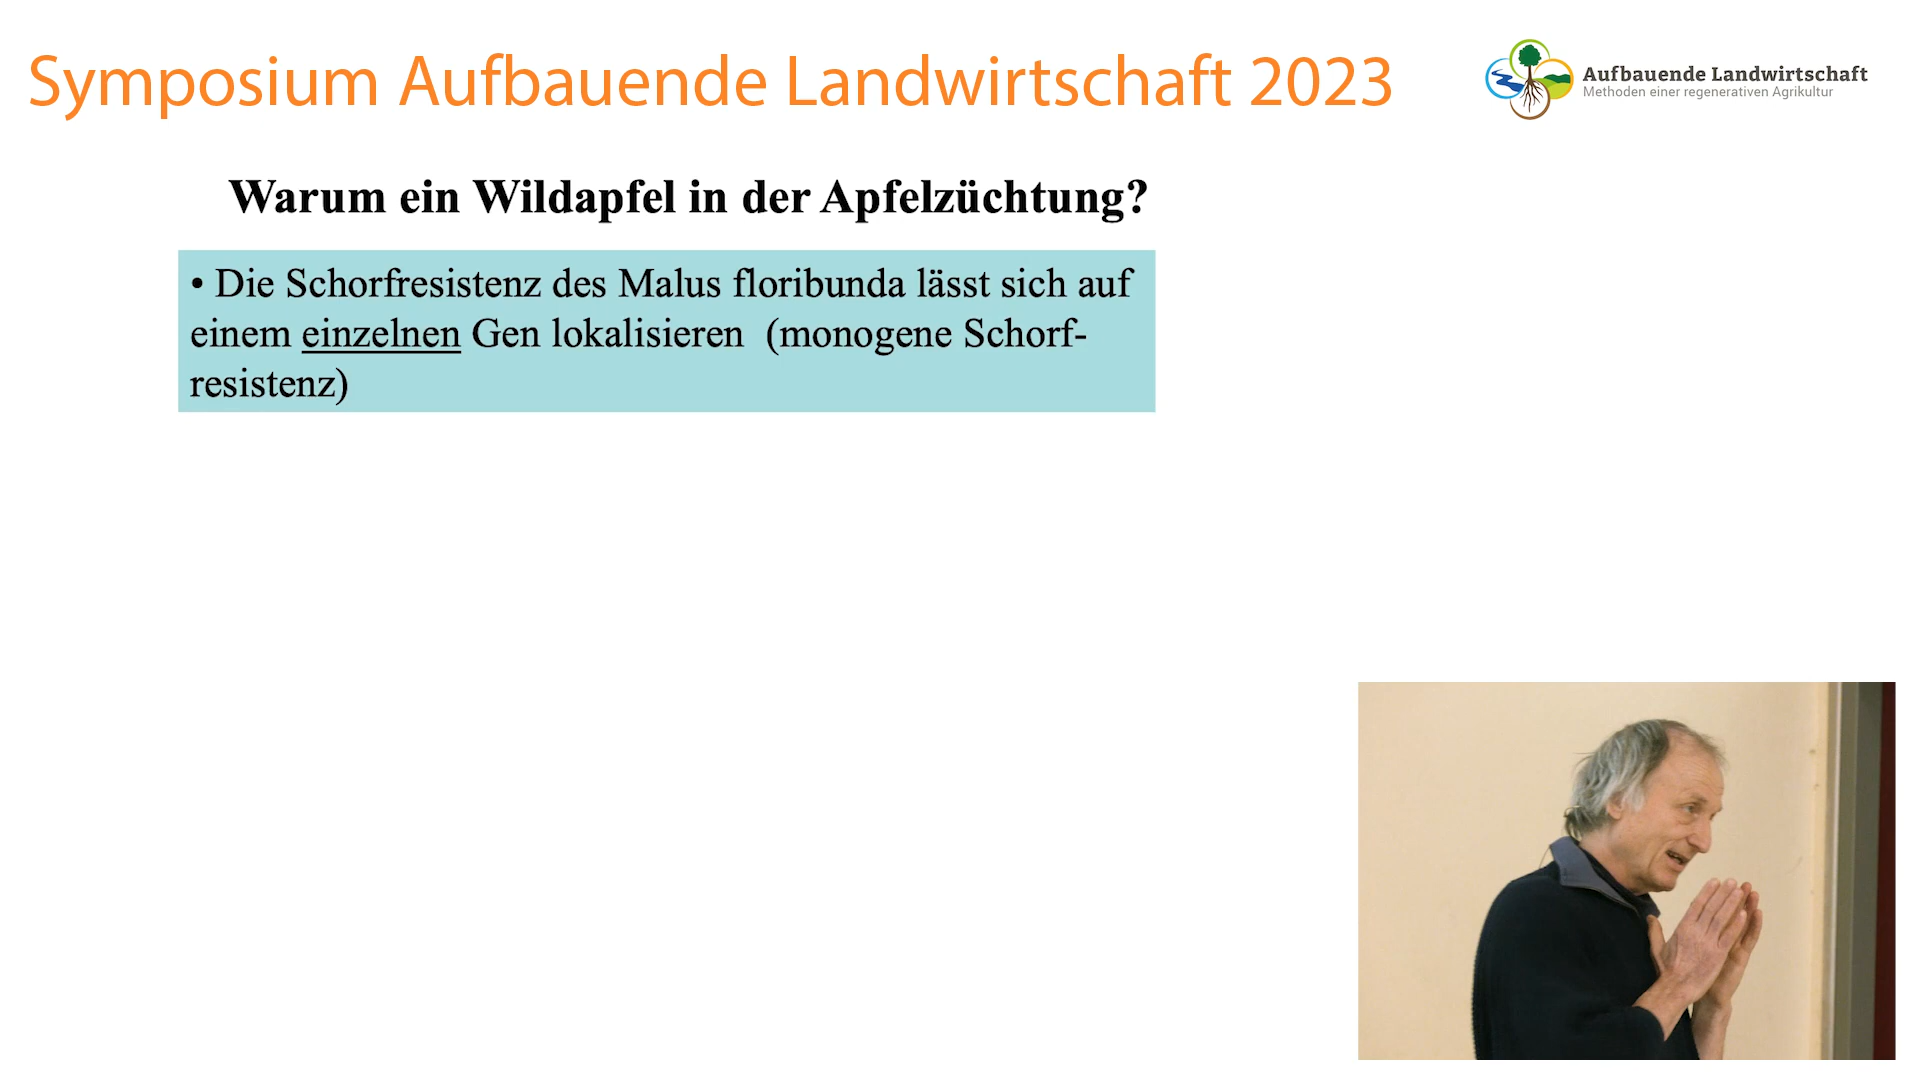 Symposium Aufbauende Landwirtschaft 2023
Aufbauende Landwirtschaft
Methoden einer regenerativen Agrikultur
Warum ein Wildapfel in der Apfelzüchtung?
• Die Schorfresistenz des Malus floribunda lässt sich auf
einem einzelnen Gen lokalisieren (monogene Schorf-
resistenz)